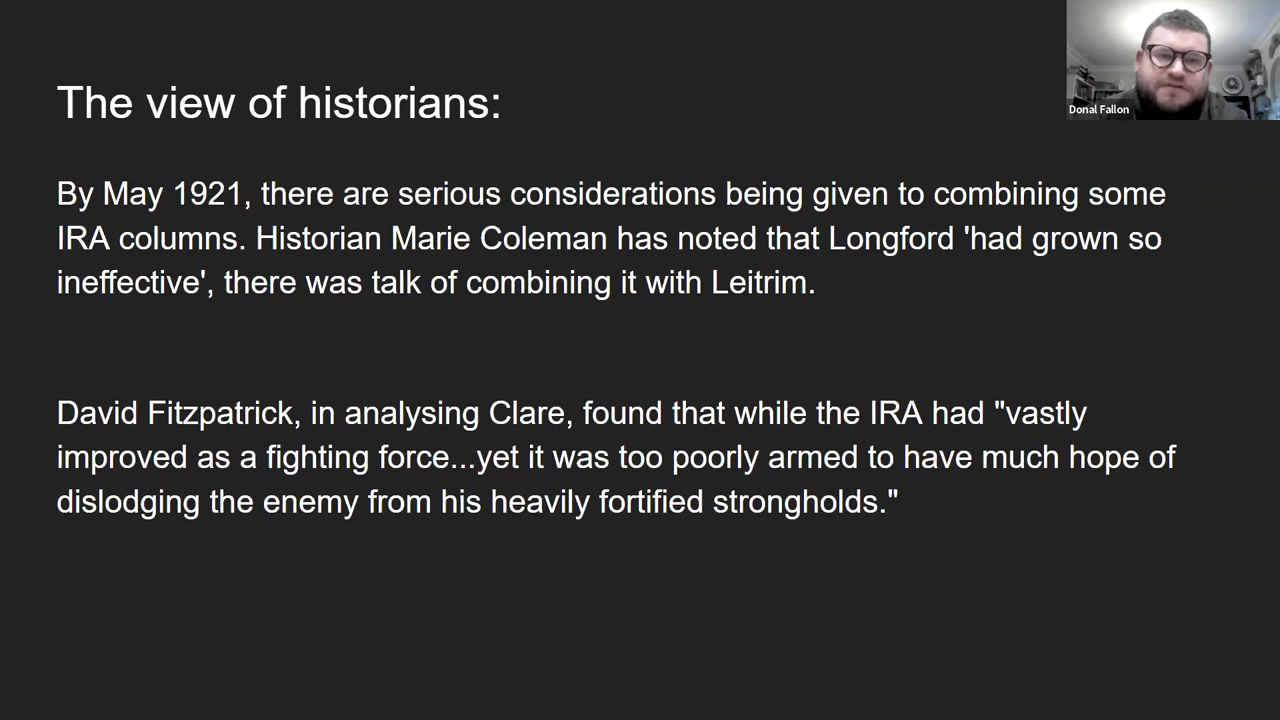 Donal Fallon
The view of historians:
By May 1921, there are serious considerations being given to combining some
IRA columns. Historian Marie Coleman has noted that Longford 'had grown so
ineffective', there was talk of combining it with Leitrim.
David Fitzpatrick, in analysing Clare, found that while the IRA had "vastly
improved as a fighting force...yet it was too poorly armed to have much hope of
dislodging the enemy from his heavily fortified strongholds."